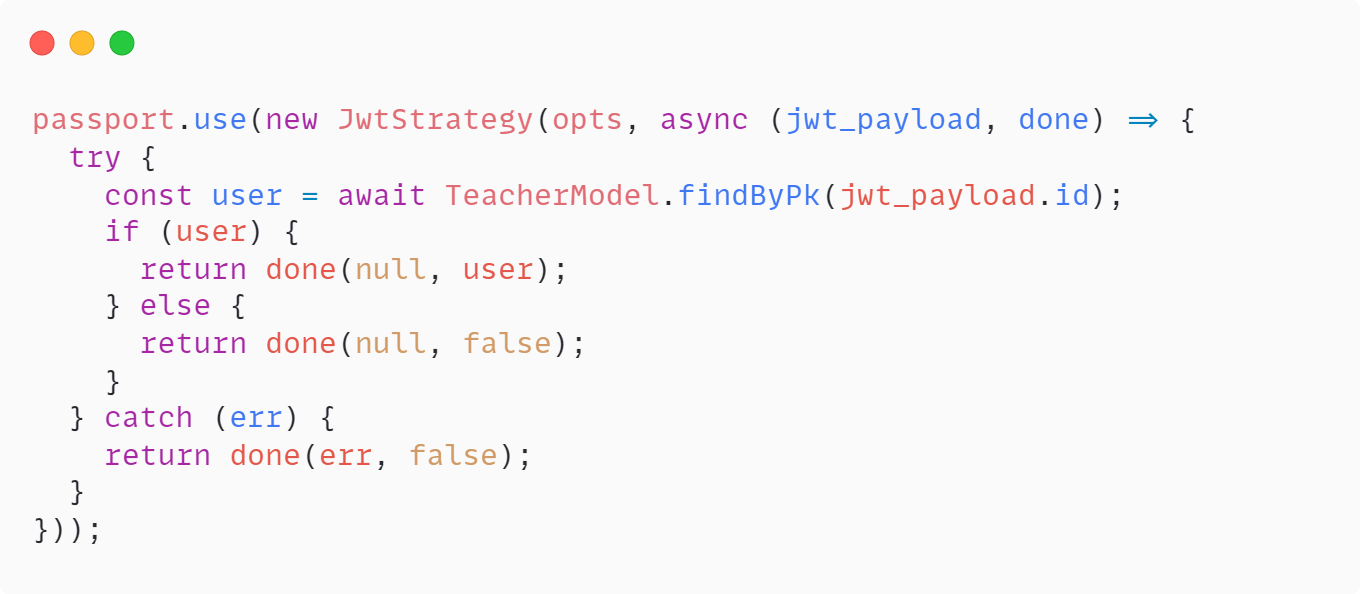 passport.use(new JwtStrategy(opts, async (jwt_payload, done) => {
  try {
    const user = await TeacherModel.findByPk(jwt_payload.id);
    if (user) {
      return done(null, user);
    } else {
      return done(null, false);
    }
  } catch (err) {
    return done(err, false);
  }
}));